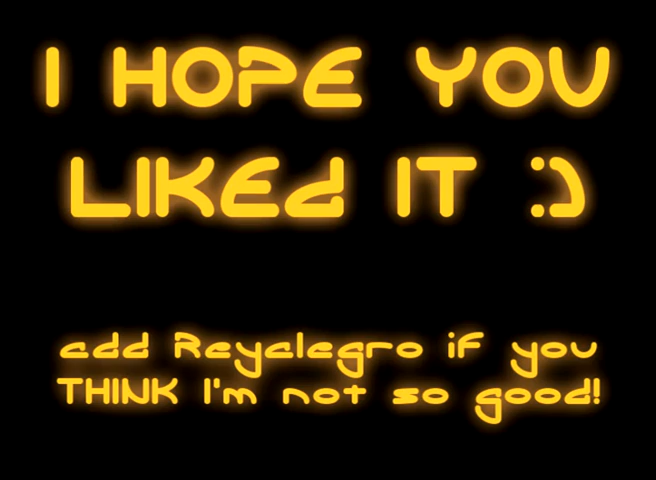 I HOPE YOU
LIKEd IT :)
add Reyalegro if you
THINK I'm not so good!